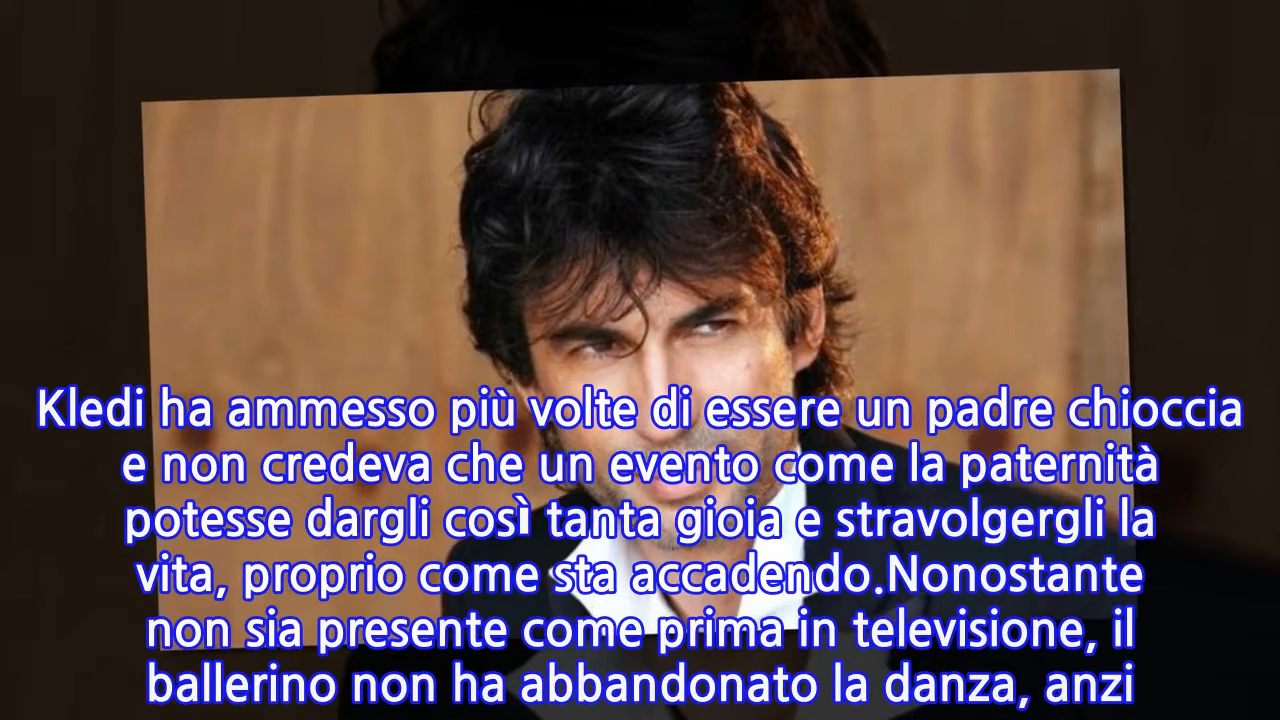 Kledi ha ammesso più volte di essere un padre chioccia
e non credeva che un evento come la paternità
potesse dargli così tanta gioia e stravolgergli la
vita, proprio come sta accadendo.Nonostante
non sia presente come prima in televisione, il
ballerino non ha abbandonato la danza, anzi